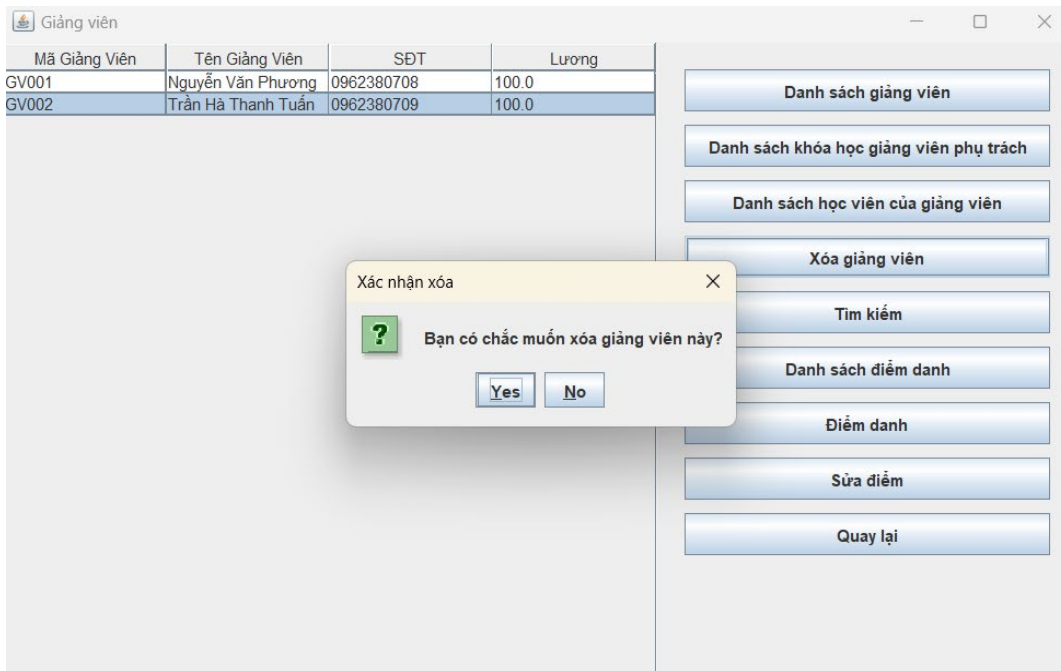 Giảng viên
Mã Giảng Viên Tên Giảng Viên SĐT Lương
GV001 Nguyễn Văn Phương 0962380708 100.0
GV002 Trần Hà Thanh Tuấn 0962380709 100.0
Danh sách giảng viên
Danh sách khóa học giảng viên phụ trách
Danh sách học viên của giảng viên
Xóa giảng viên
Tìm kiếm
Danh sách điểm danh
Điểm danh
Sửa điểm
Quay lại
Xác nhận xóa
Bạn có chắc muốn xóa giảng viên này?
Yes No